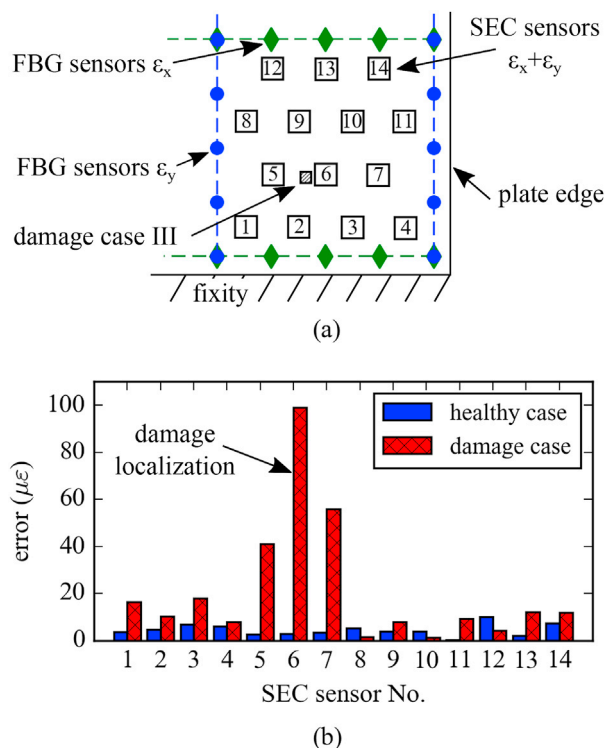 FBG sensors εx
SEC sensors
εx+εy
12 13 14
8 9 10 11
FBG sensors εy
5 6 7
plate edge
damage case III
1 2 3 4
fixity
(a)
100
80
60
40
20
0
error (με)
damage
localization
healthy case
damage case
1 2 3 4 5 6 7 8 9 10 11 12 13 14
SEC sensor No.
(b)